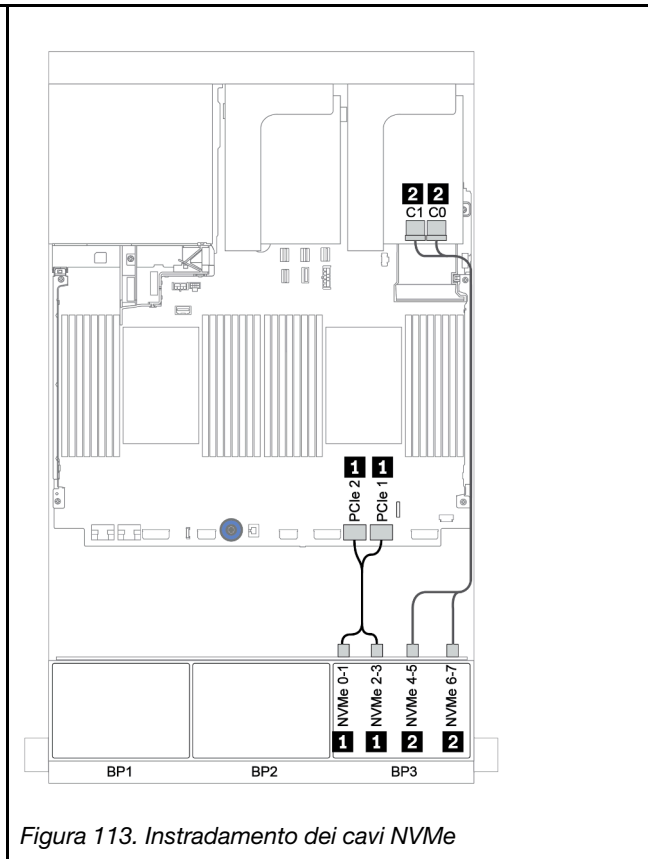 2 2
C1 C0
1 1
PCIe 2
PCIe 1
NVMe 0-1
NVMe 2-3
NVMe 4-5
NVMe 6-7
1 1 2 2
BP1 BP2 BP3
Figura 113. Instradamento dei cavi NVMe